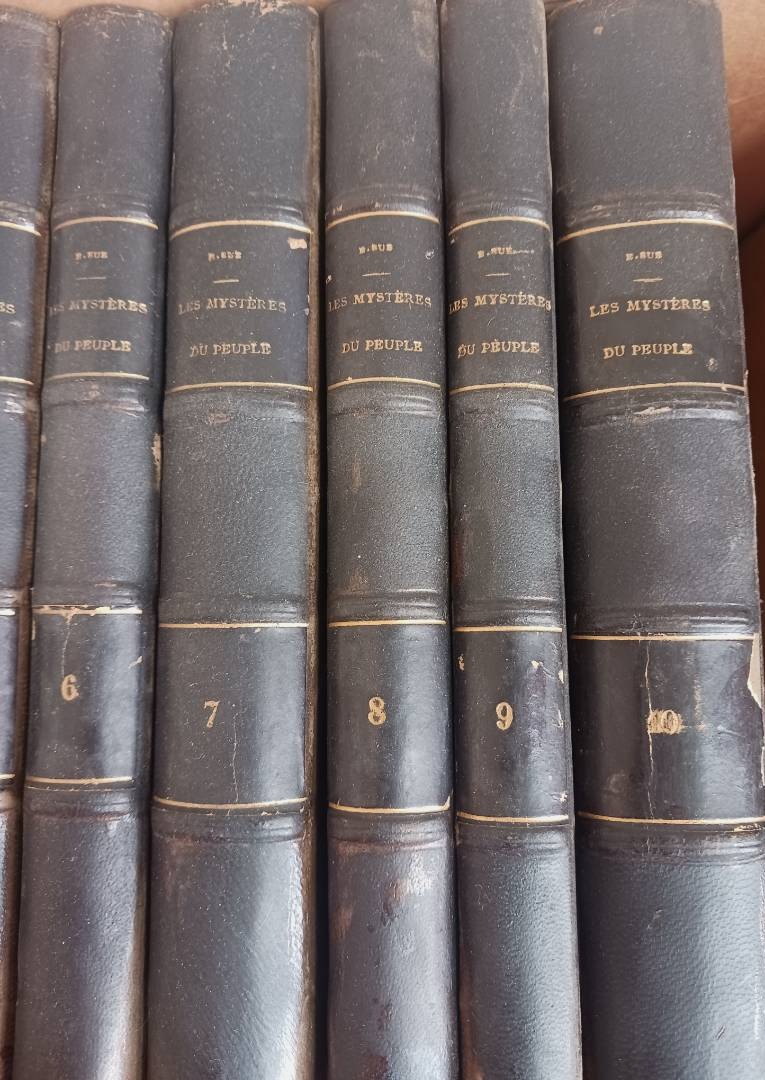 ES
E. SUE
LES MYSTÈRES
DU PEUPLE
6
E. SUE
LES MYSTÈRES
DU PEUPLE
7
E. SUE
LES MYSTÈRES
DU PEUPLE
8
E. SUE
LES MYSTÈRES
DU PEUPLE
9
E. SUE
LES MYSTÈRES
DU PEUPLE
10